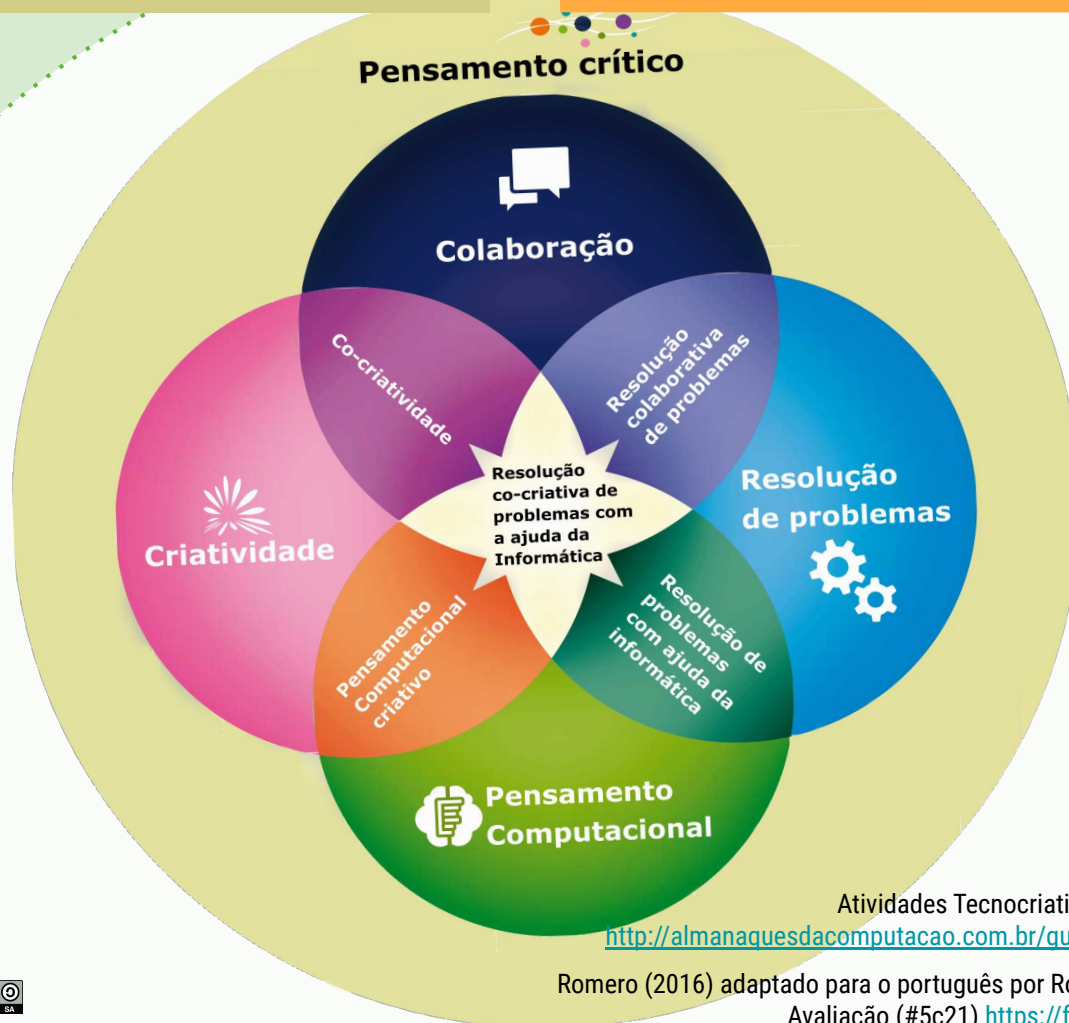 Pensamento crítico
Colaboração
Co-criatividade
Resolução
colaborativa
de problemas
Resolução
co-criativa de
problemas com
a ajuda da
Informática
Resolução
de problemas
Criatividade
Pensamento
Computacional
criativo
Resolução de
problemas
com ajuda da
informática
Pensamento
Computacional
Atividades Tecnocriati
http://almanaquesdacomputacao.com.br/gu
Romero (2016) adaptado para o português por Ro
Avaliação (#5c21) https://f
SA